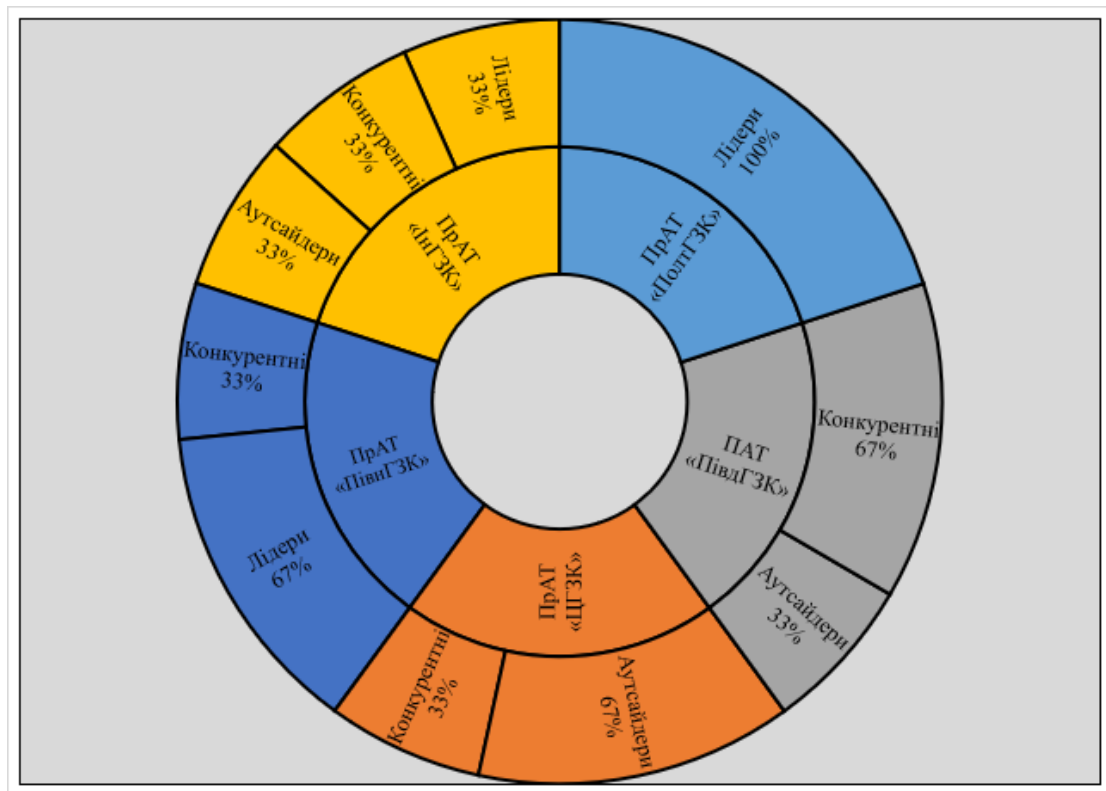 Лідери
100%
ПрАТ
«ПолтГЗК»
Конкурентні
67%
Аутсайдери
33%
ПАТ
«ПівдГЗК»
Аутсайдери
67%
Конкурентні
33%
ПрАТ
«ЦГЗК»
Лідери
67%
Конкурентні
33%
ПрАТ
«ПівнГЗК»
Аутсайдери
33%
Конкурентні
33%
Лідери
33%
ПрАТ
«ІнГЗК»